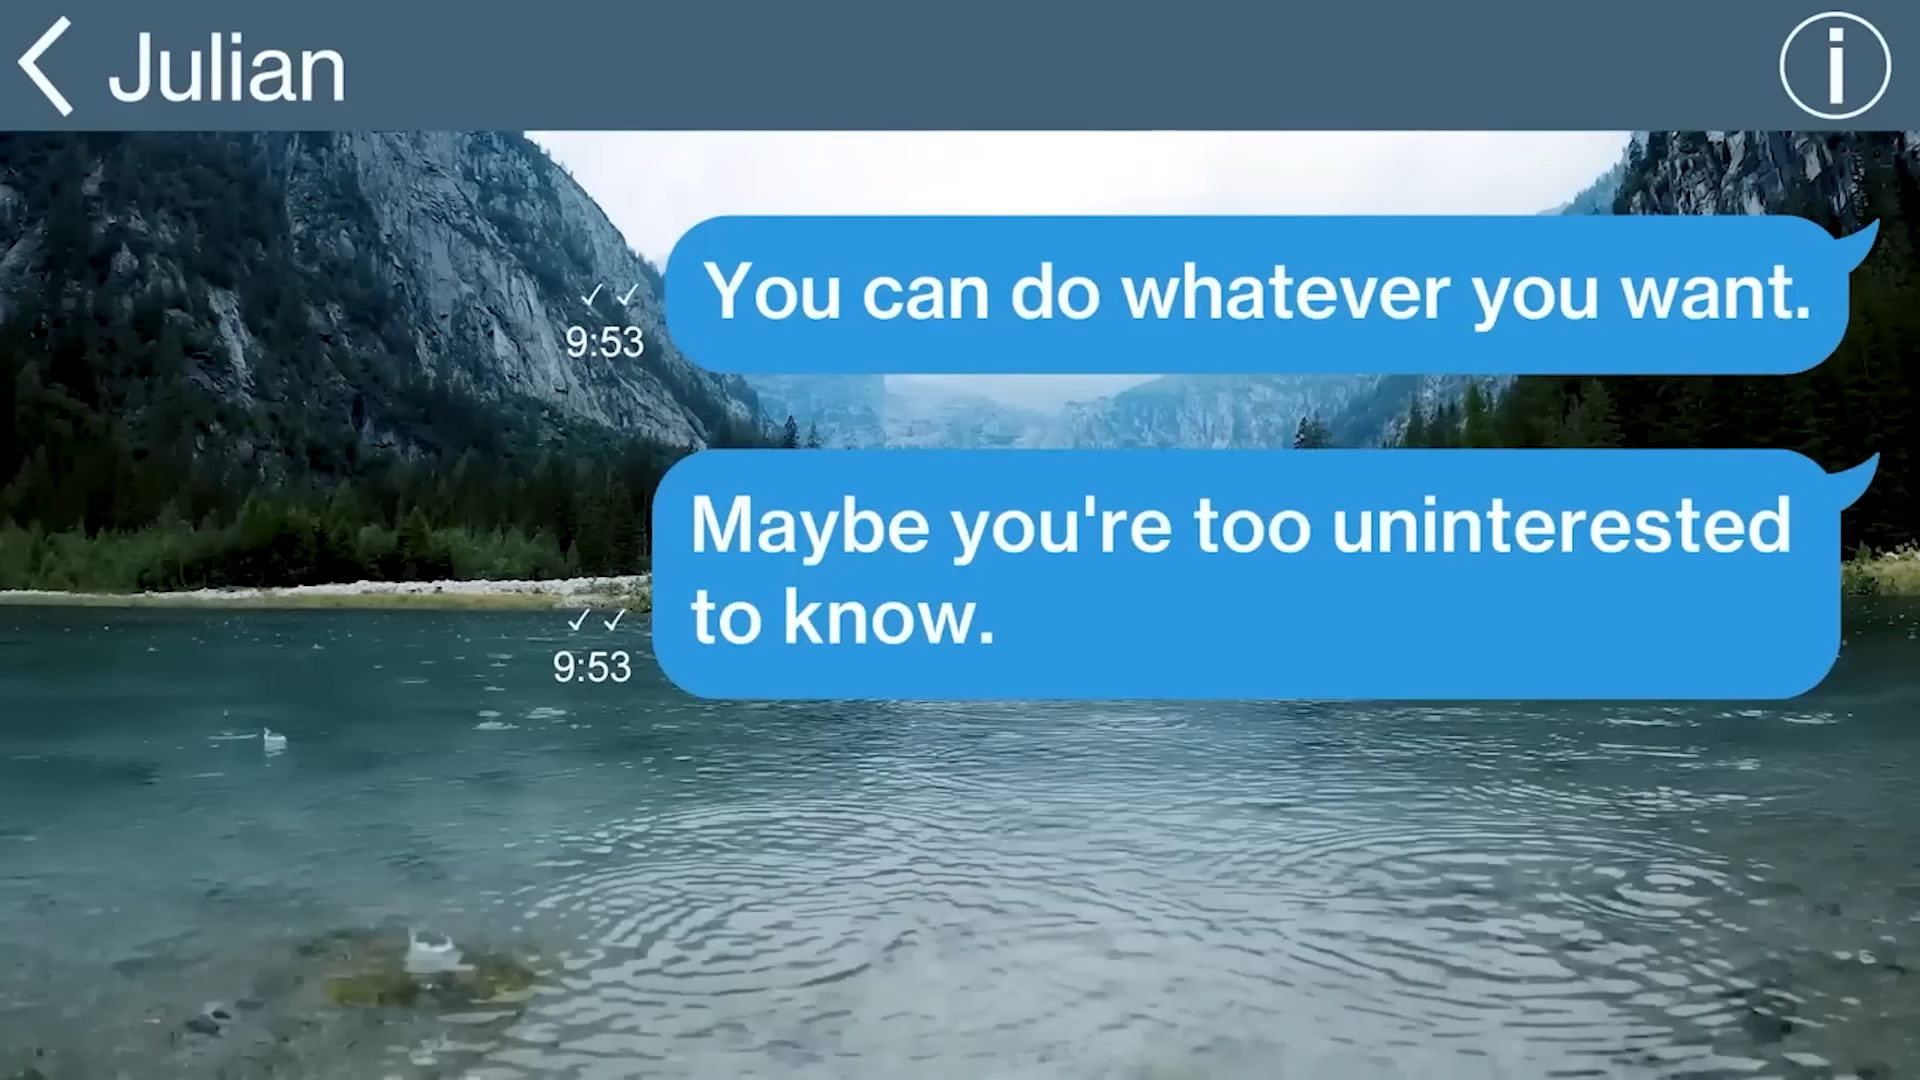 Julian
You can do whatever you want.
9:53
Maybe you're too uninterested
to know.
9:53